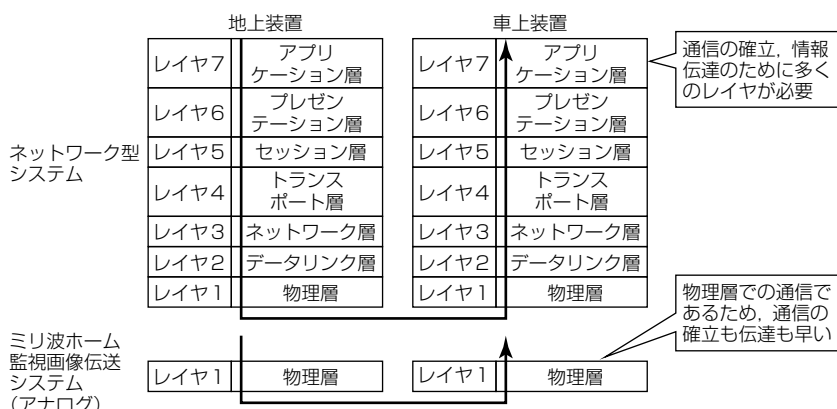 地上装置
車上装置
ネットワーク型
システム
レイヤ7
アプリ
ケーション層
レイヤ6
プレゼン
テーション層
レイヤ5
セッション層
レイヤ4
トランス
ポート層
レイヤ3
ネットワーク層
レイヤ2
データリンク層
レイヤ1
物理層
レイヤ7
アプリ
ケーション層
レイヤ6
プレゼン
テーション層
レイヤ5
セッション層
レイヤ4
トランス
ポート層
レイヤ3
ネットワーク層
レイヤ2
データリンク層
レイヤ1
物理層
通信の確立，情報
伝達のために多く
のレイヤが必要
ミリ波ホーム
監視画像伝送
システム
（アナログ）
レイヤ1
物理層
レイヤ1
物理層
物理層での通信で
あるため，通信の
確立も伝達も早い